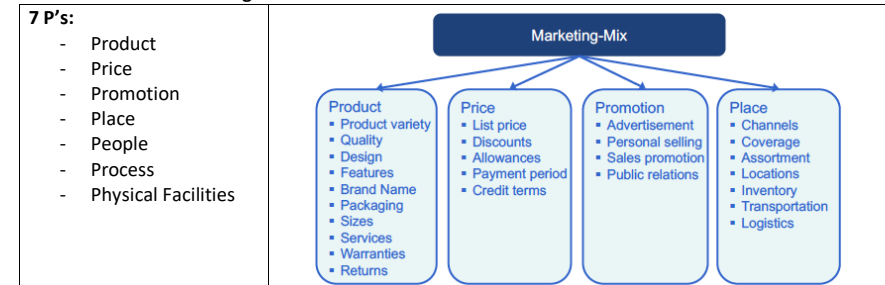 7 P's:
- Product
- Price
- Promotion
- Place
- People
- Process
- Physical Facilities
Marketing-Mix
Product
▪ Product variety
▪ Quality
▪ Design
▪ Features
▪ Brand Name
▪ Packaging
▪ Sizes
▪ Services
▪ Warranties
▪ Returns
Price
▪ List price
▪ Discounts
▪ Allowances
▪ Payment period
▪ Credit terms
Promotion
▪ Advertisement
▪ Personal selling
▪ Sales promotion
▪ Public relations
Place
▪ Channels
▪ Coverage
▪ Assortment
▪ Locations
▪ Inventory
▪ Transportation
▪ Logistics